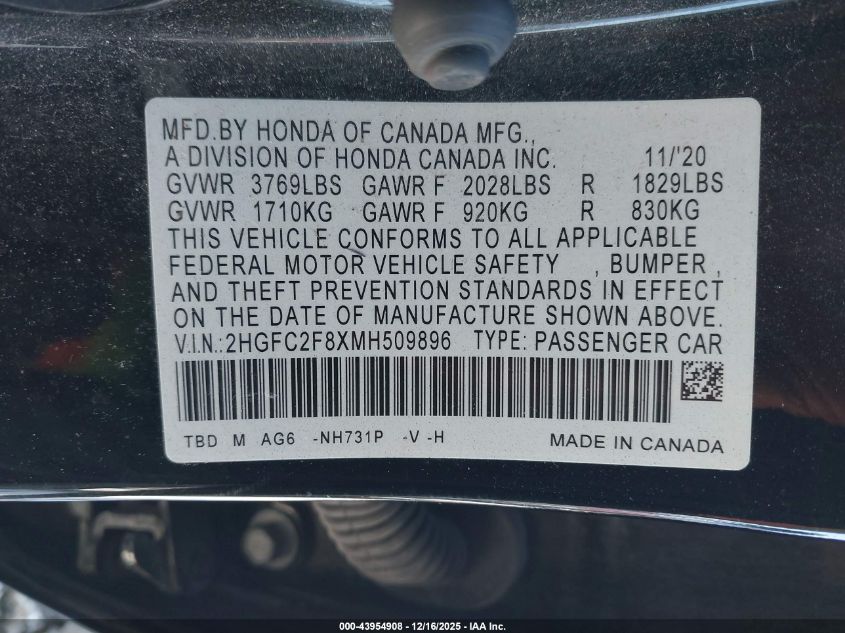 MFD.BY HONDA OF CANADA MFG.,
A DIVISION OF HONDA CANADA INC. 11/'20
GVWR 3769LBS GAWR F 2028LBS R 1829LBS
GVWR 1710KG GAWR F 920KG R 830KG
THIS VEHICLE CONFORMS TO ALL APPLICABLE
FEDERAL MOTOR VEHICLE SAFETY , BUMPER ,
AND THEFT PREVENTION STANDARDS IN EFFECT
ON THE DATE OF MANUFACTURE SHOWN ABOVE.
V.I.N.:2HGFC2F8XMH509896 TYPE: PASSENGER CAR
TBD M AG6 -NH731P -V -H MADE IN CANADA
000-43954908 - 12/16/2025 - IAA Inc.